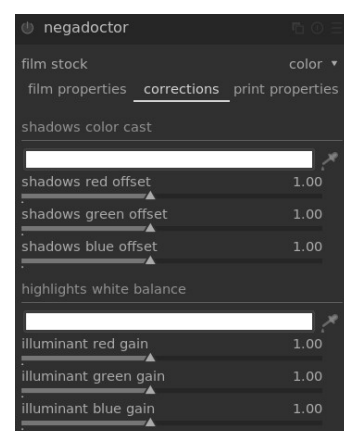 negadoctor
film stock color
film properties corrections print properties
shadows color cast
shadows red offset 1.00
shadows green offset 1.00
shadows blue offset 1.00
highlights white balance
illuminant red gain 1.00
illuminant green gain 1.00
illuminant blue gain 1.00